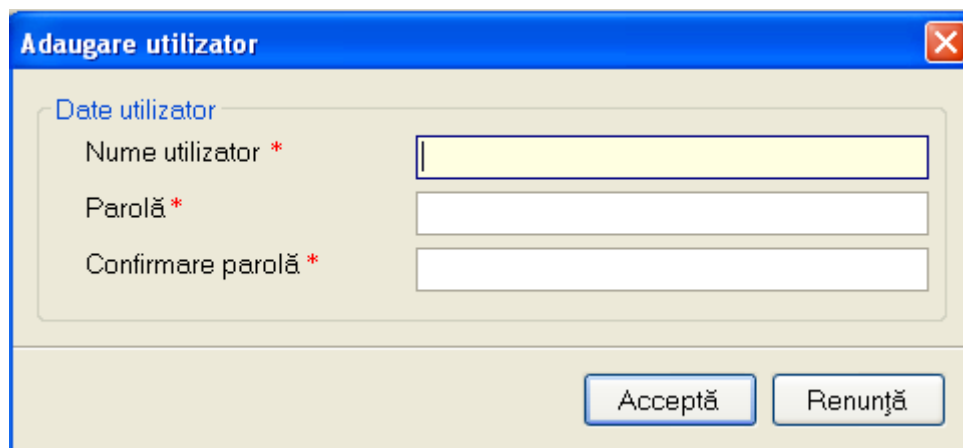 Adaugare utilizator
Date utilizator
Nume utilizator *
Parolă *
Confirmare parolă *
Acceptă Renunţă